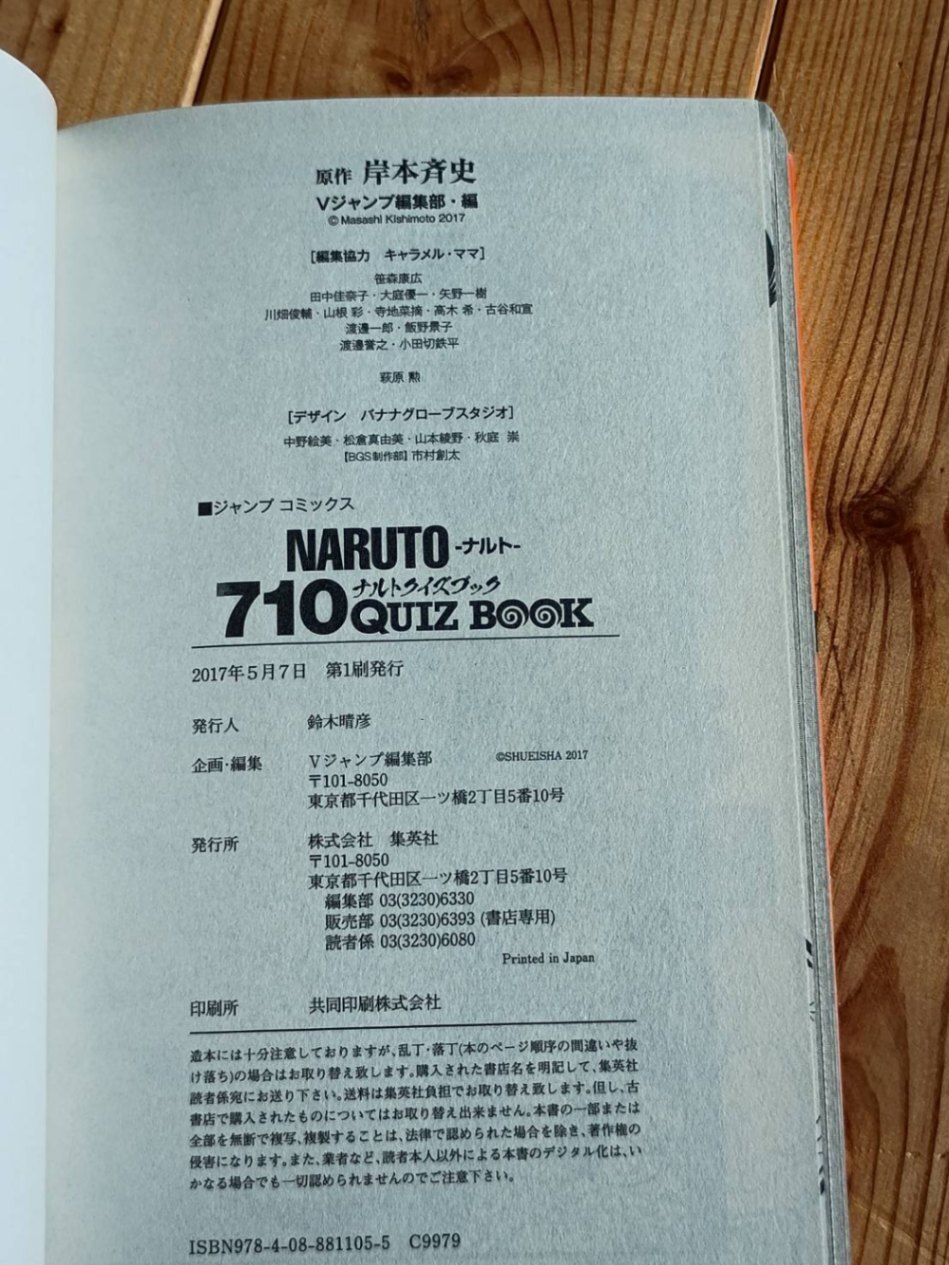 原作 岸本斉史
Vジャンプ編集部・編
© Masashi Kishimoto 2017
[編集協力 キャラメル・ママ]
笹森康広
田中佳奈子・大庭優一・矢野一樹
川畑俊輔・山根 彩・寺地菜摘・高木 希・古谷和宣
渡邊一郎・飯野景子
渡邊誉之・小田切鉄平
萩原 勲
[デザイン バナナグローブスタジオ]
中野絵美・松倉真由美・山本綾野・秋庭 崇
【BGS制作部】市村創太
■ジャンプ コミックス
NARUTO -ナルト-
ナルトクイズブック
710 QUIZ BOOK
2017年5月7日 第1刷発行
発行人 鈴木晴彦
企画・編集 Vジャンプ編集部 ©SHUEISHA 2017
〒101-8050
東京都千代田区一ツ橋2丁目5番10号
発行所 株式会社 集英社
〒101-8050
東京都千代田区一ツ橋2丁目5番10号
編集部 03(3230)6330
販売部 03(3230)6393 (書店専用)
読者係 03(3230)6080
Printed in Japan
印刷所 共同印刷株式会社
造本には十分注意しておりますが、乱丁・落丁(本のページ順序の間違いや抜
け落ち)の場合はお取り替え致します。購入された書店名を明記して、集英社
読者係宛にお送り下さい。送料は集英社負担でお取り替え致します。但し、古
書店で購入されたものについてはお取り替え出来ません。本書の一部または
全部を無断で複写、複製することは、法律で認められた場合を除き、著作権の
侵害になります。また、業者など、読者本人以外による本書のデジタル化は、い
かなる場合でも一切認められませんのでご注意下さい。
ISBN978-4-08-881105-5 C9979